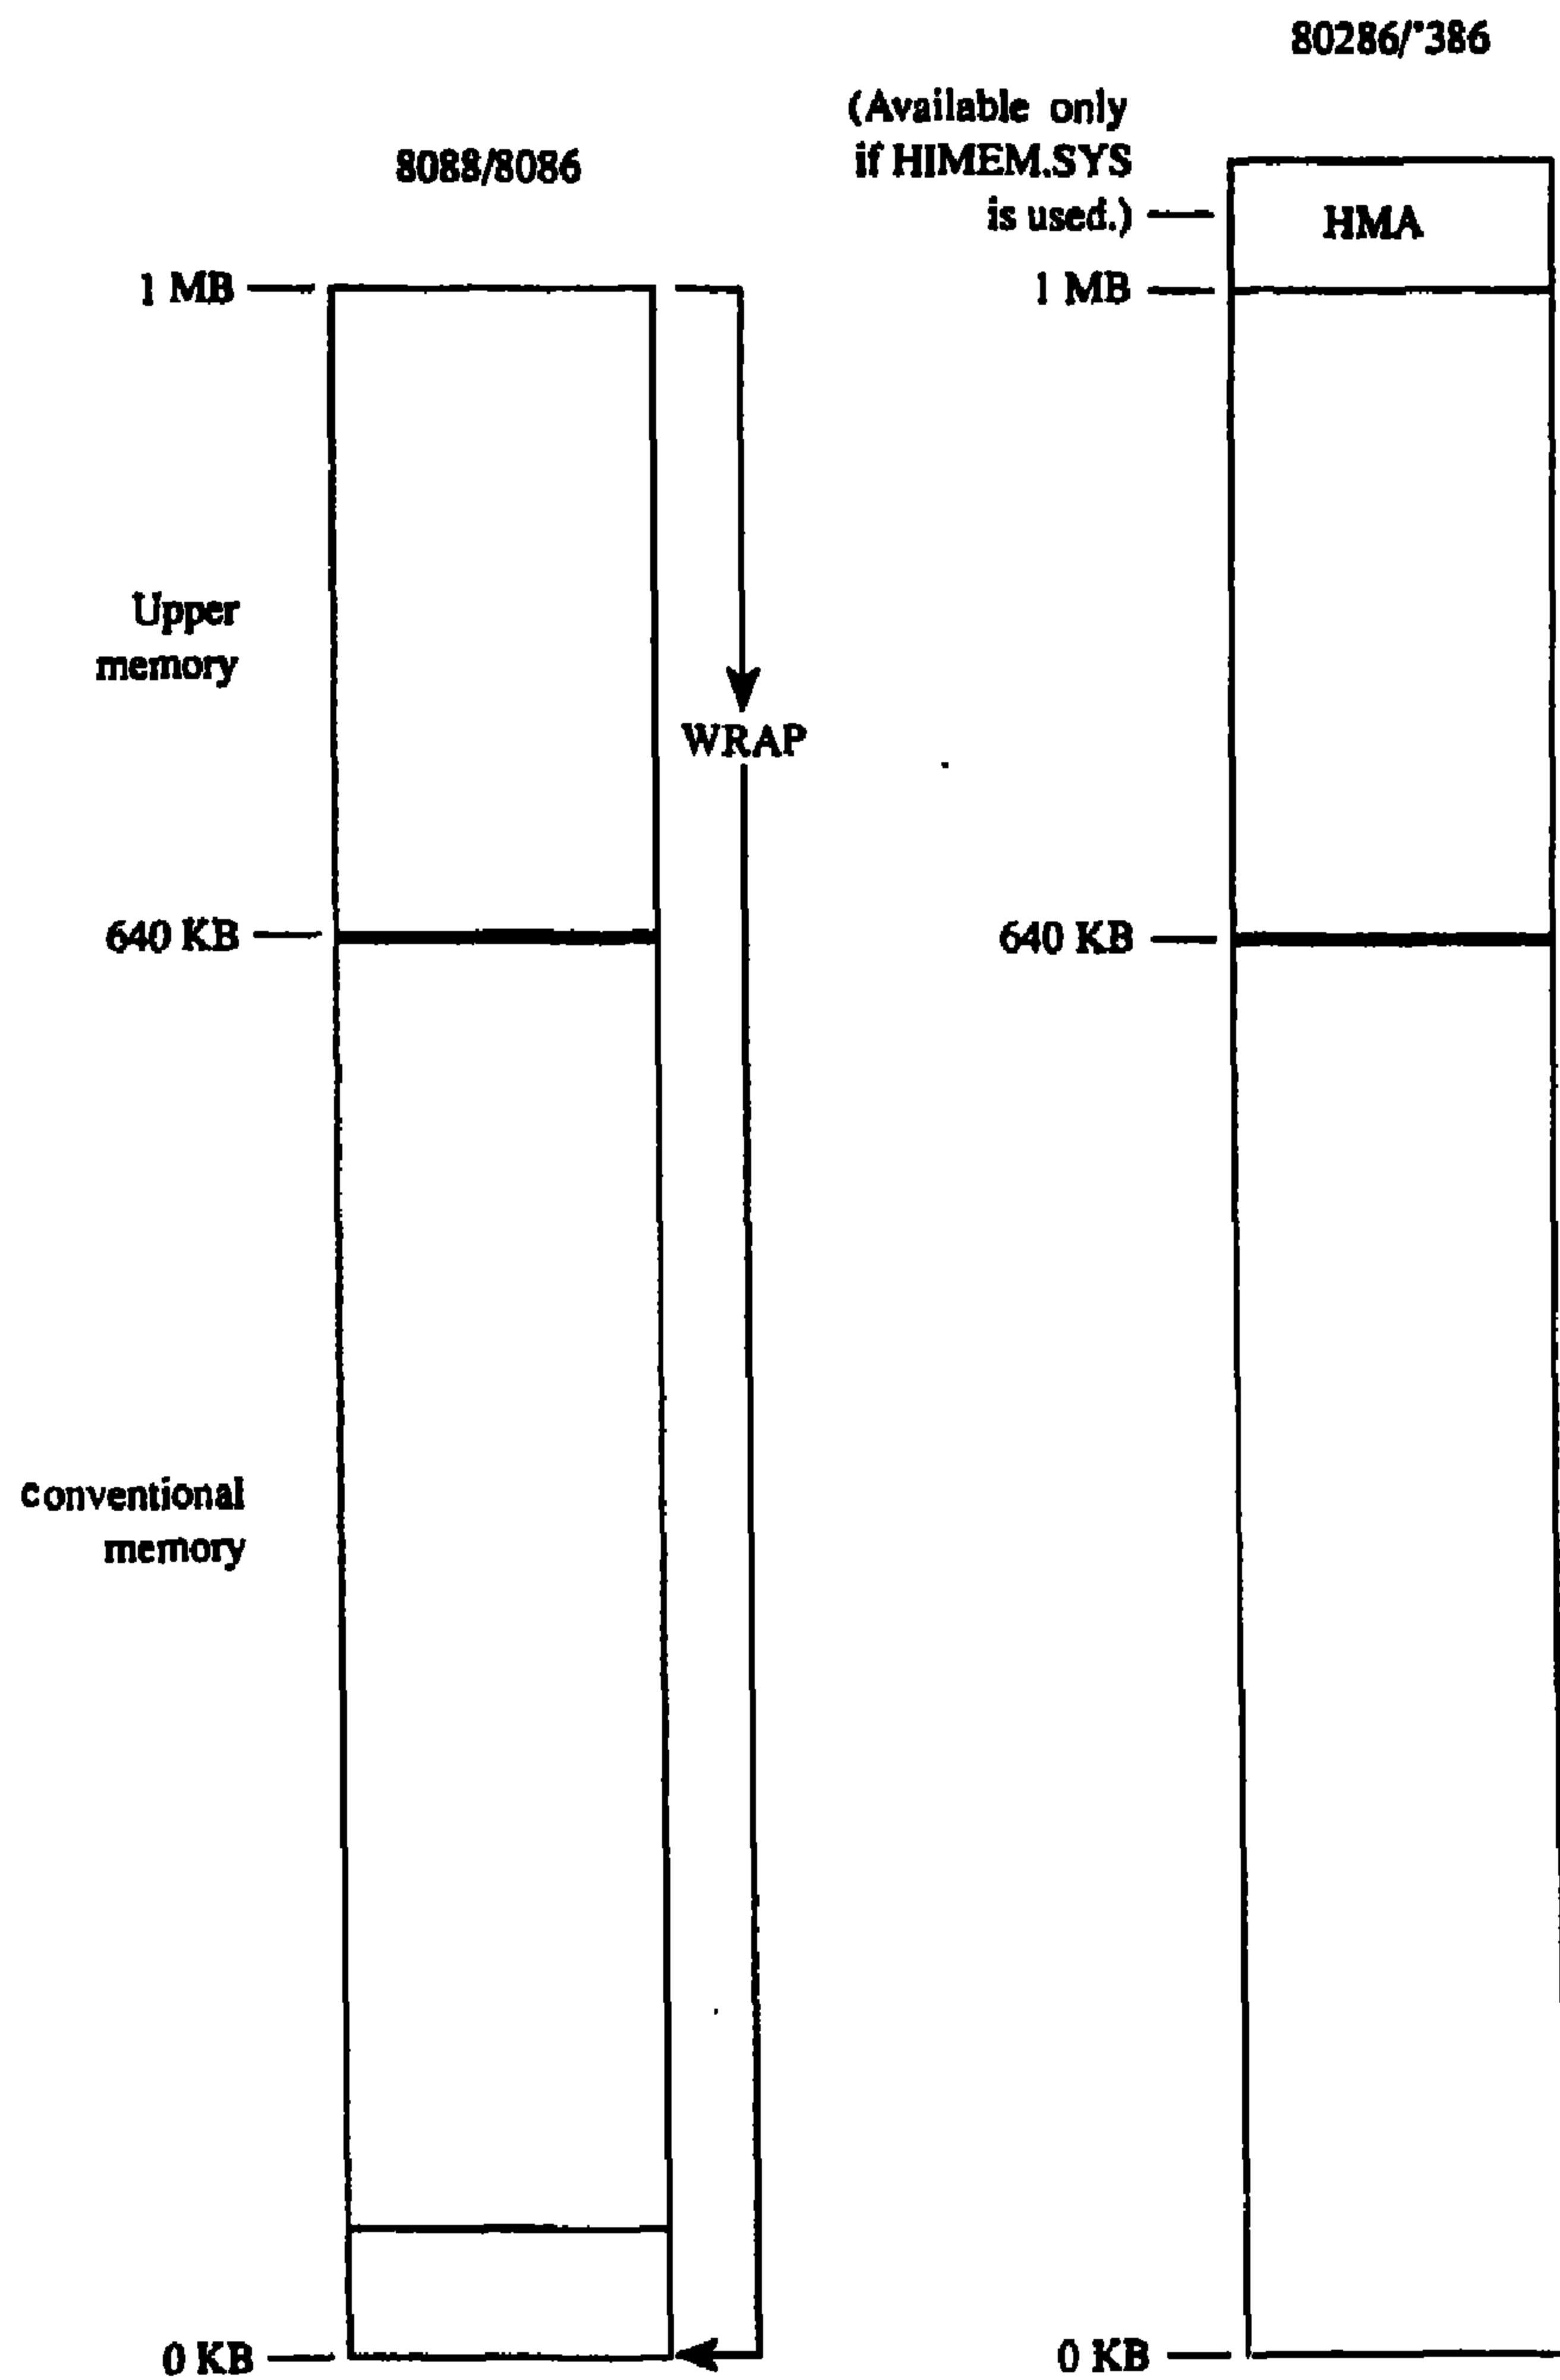 80286/'386
(Available only
if HIMEM.SYS
is used.)
8088/8086
HMA
1 MB
1 MB
Upper
memory
WRAP
640 KB
640 KB
conventional
memory
0 KB
0 KB